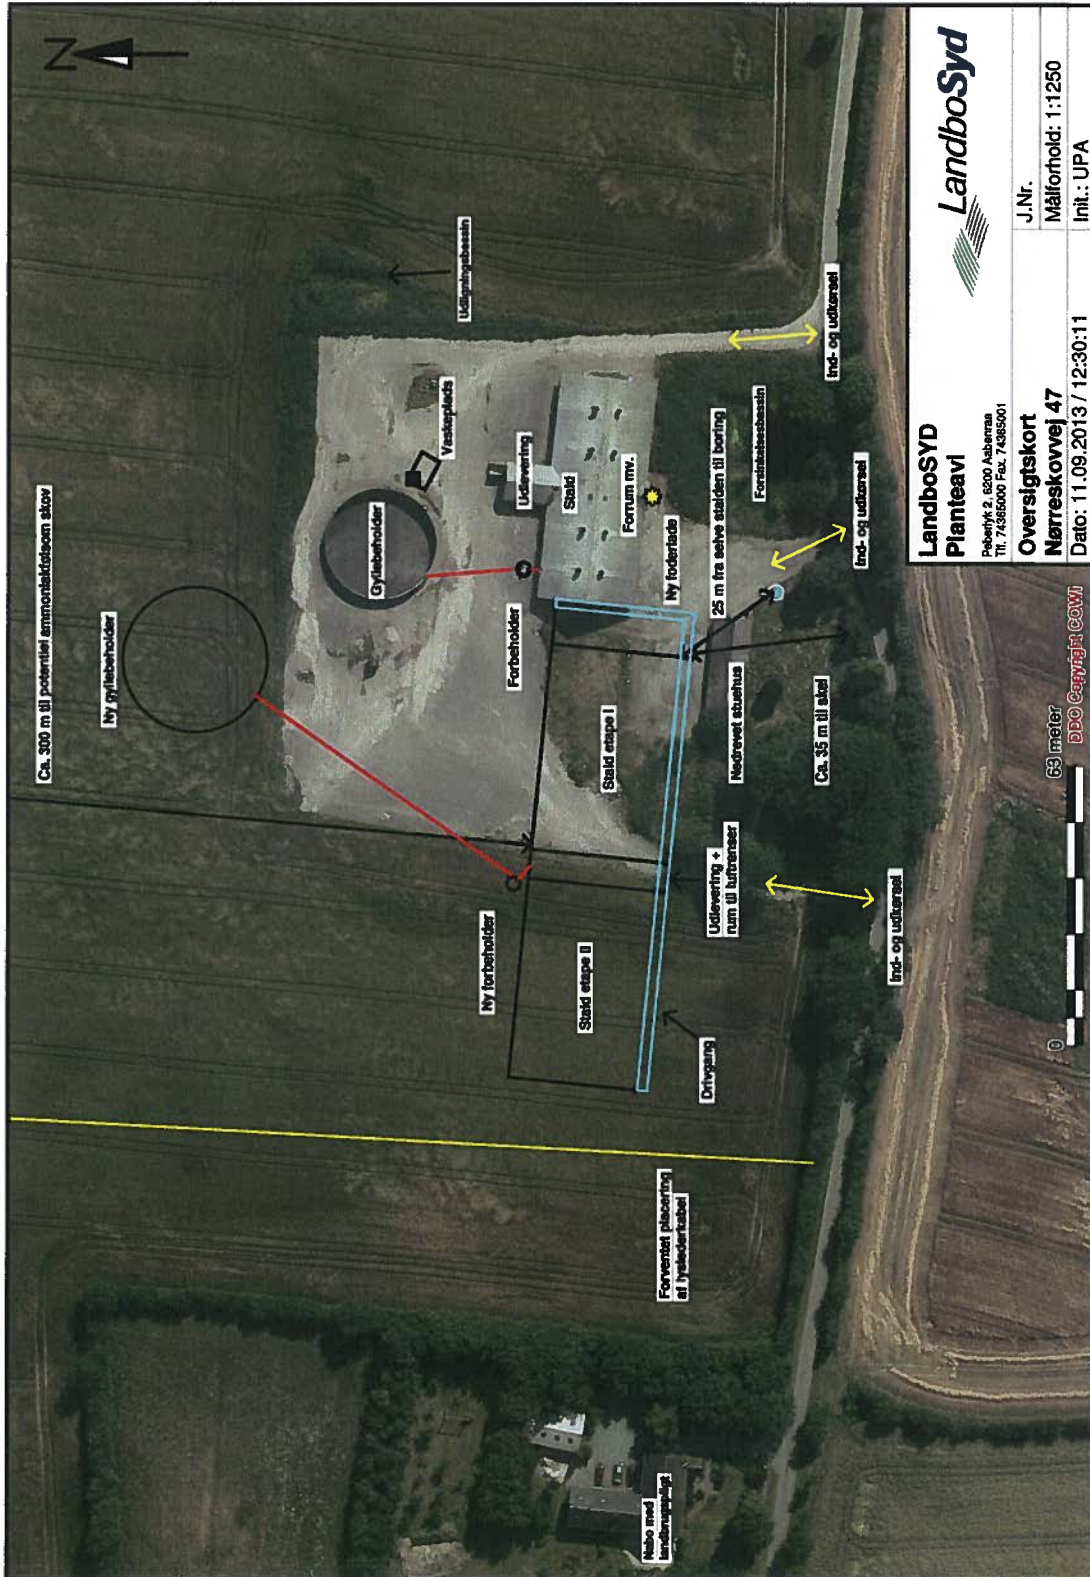 N
Ca. 300 m til potentiel ammoniakfølsom skov
Ny gyllebeholder
Udligningsbassin
Gyllebeholder
Vaskeplads
Udlevering
Stald
Forbeholder
Forrum mv.
Ny foderlade
Stald etape I
25 m fra selve stalden til boring
Forsinkelsesbassin
Ind- og udkørsel
Ind- og udkørsel
Nedrevet stuehus
Ca. 35 m til skel
Ny forbeholder
Stald etape II
Udlevering +
rum til luftrenser
Ind- og udkørsel
Drivgang
Forventet placering
af lyslederkabel
Nabo med
landbrugspligt
0
63 meter
DDO Copyright COWI
LandboSYD
Planteavl
Peberlyk 2, 6200 Aabenraa
Tlf. 74365000 Fax. 74365001
LandboSyd
Oversigtskort
J.Nr.
Nørreskovvej 47
Målforhold: 1:1250
Dato: 11.09.2013 / 12:30:11
Init.: UPA